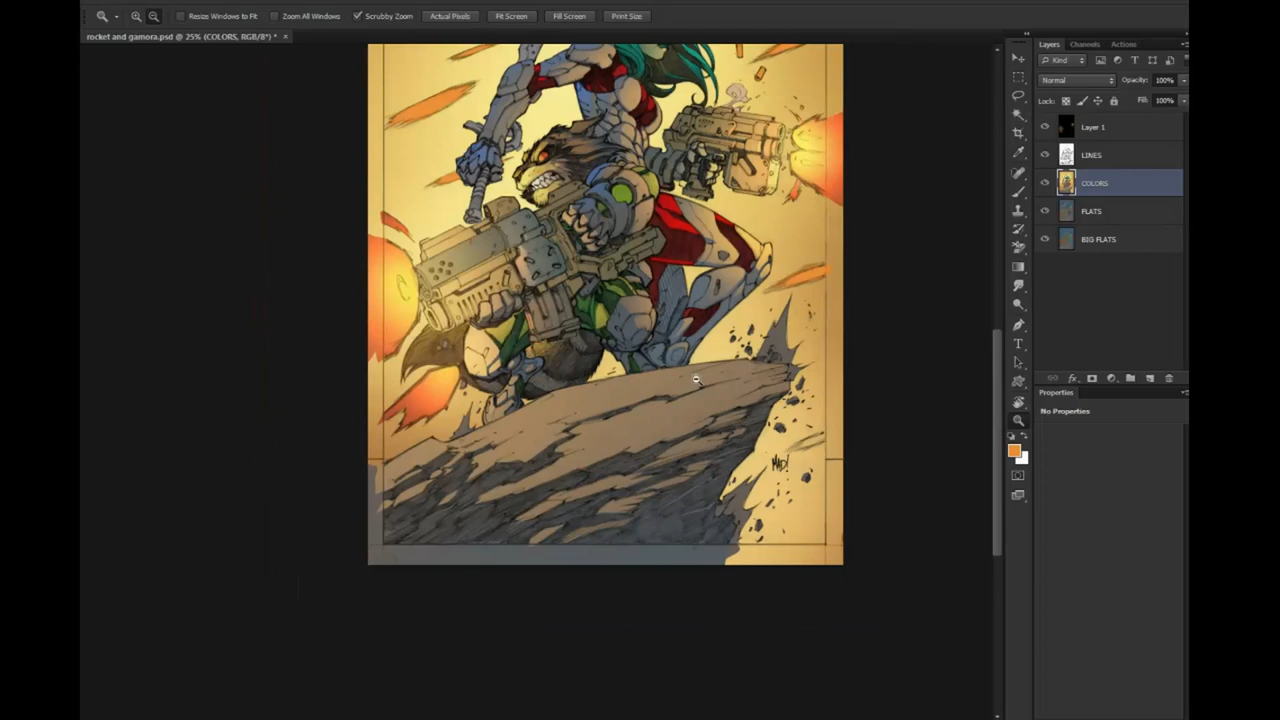 Resize Windows to Fit Zoom All Windows Scrubby Zoom Actual Pixels Fit Screen Fill Screen Print Size
rocket and gamora.psd @ 25% (COLORS, RGB/8*) * ×
Layers Channels Actions
Kind
Normal Opacity: 100%
Lock: Fill: 100%
Layer 1
LINES
COLORS
FLATS
BIG FLATS
fx
Properties
No Properties
MAD!